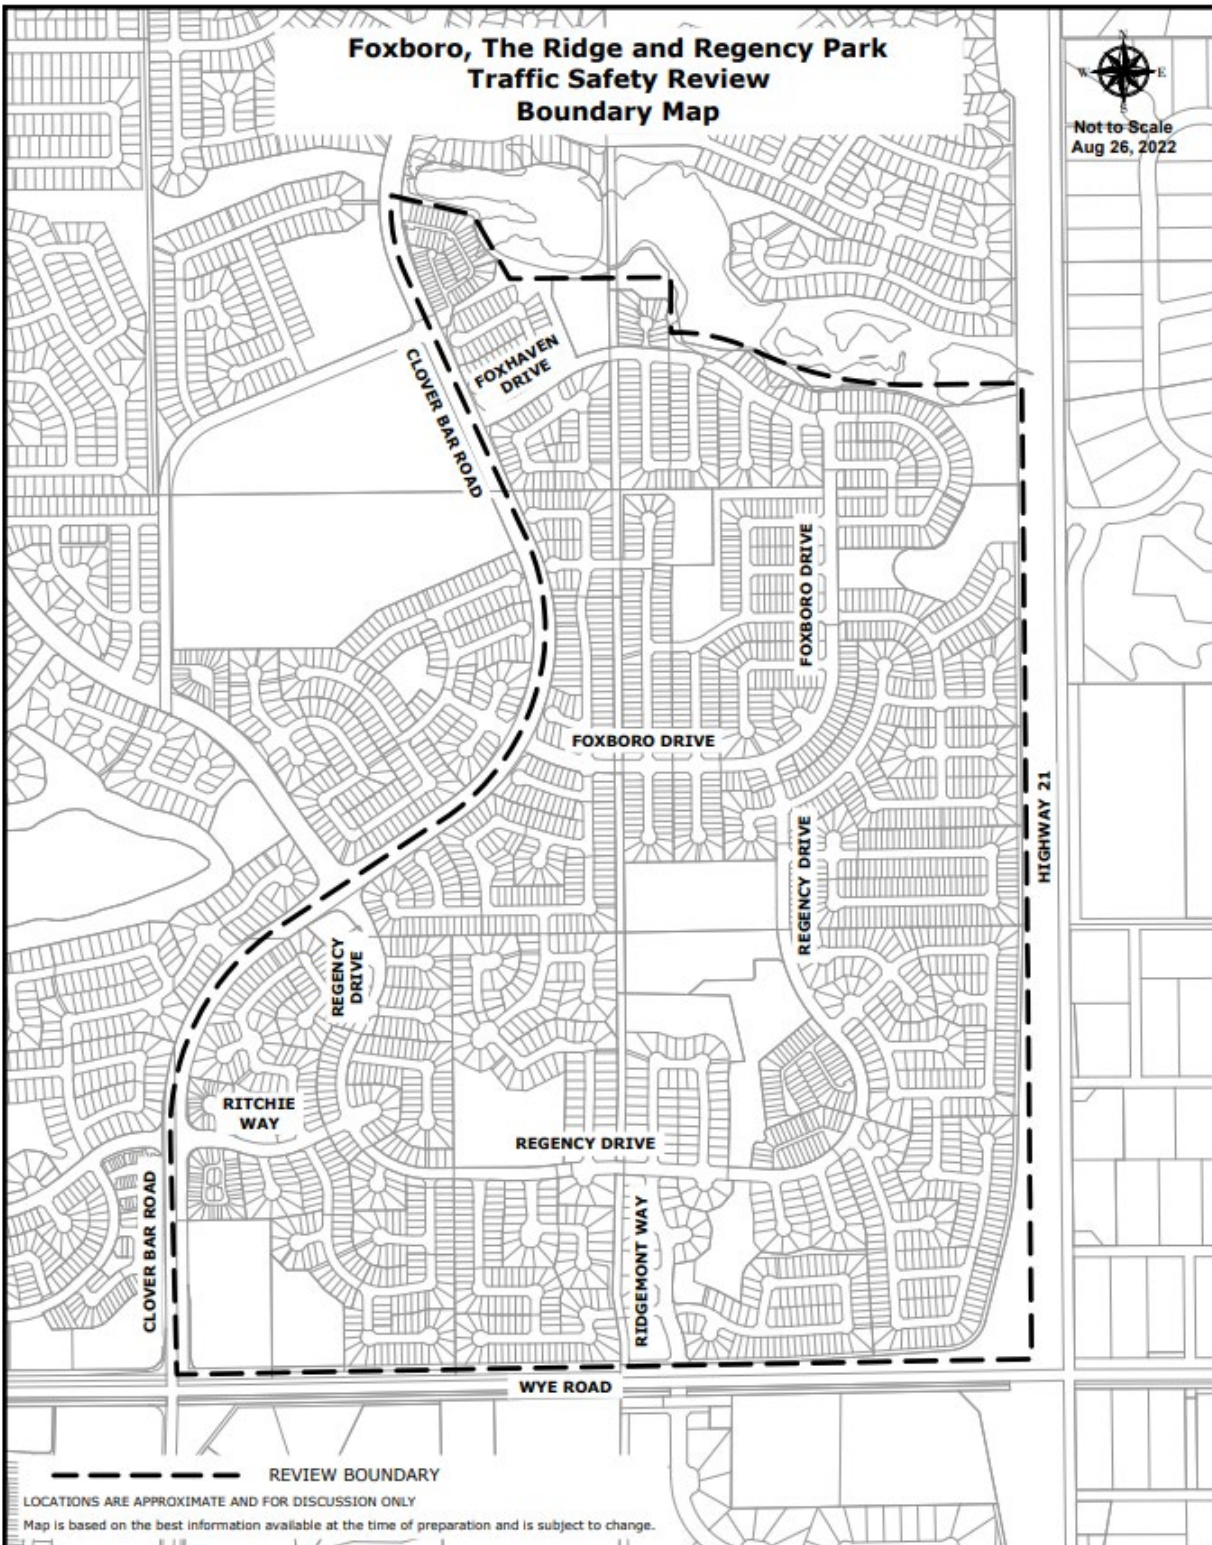 Foxboro, The Ridge and Regency Park
Traffic Safety Review
Boundary Map
N
W E
S
Not to Scale
Aug 26, 2022
CLOVER BAR ROAD
FOXHAVEN
DRIVE
FOXBORO DRIVE
FOXBORO DRIVE
HIGHWAY 21
REGENCY DRIVE
REGENCY
DRIVE
RITCHIE
WAY
REGENCY DRIVE
CLOVER BAR ROAD
RIDGEMONT WAY
WYE ROAD
REVIEW BOUNDARY
LOCATIONS ARE APPROXIMATE AND FOR DISCUSSION ONLY
Map is based on the best information available at the time of preparation and is subject to change.